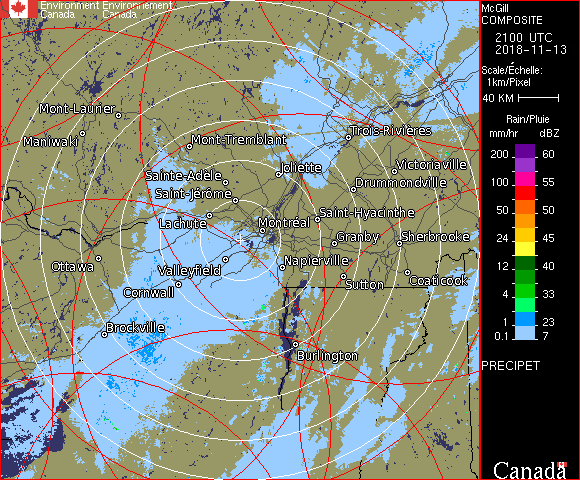 Environment Environnement
Canada Canada
McGill
COMPOSITE
2100 UTC
2018-11-13
Scale/Échelle:
1km/Pixel
40 KM
Rain/Pluie
mm/hr dBZ
200 60
100 55
50 50
50 50
24 45
12 40
4 33
1 23
0.1 7
PRECIPET
Canada
Mont-Laurier
Maniwaki
Mont-Tremblant
Trois-Rivières
Joliette
Victoriaville
Sainte-Adèle
Drummondville
Saint-Jérôme
Saint-Hyacinthe
Lachute
Montréal
Granby
Sherbrooke
Ottawa
Valleyfield
Napierville
Sutton
Coaticook
Cornwall
Brockville
Burlington